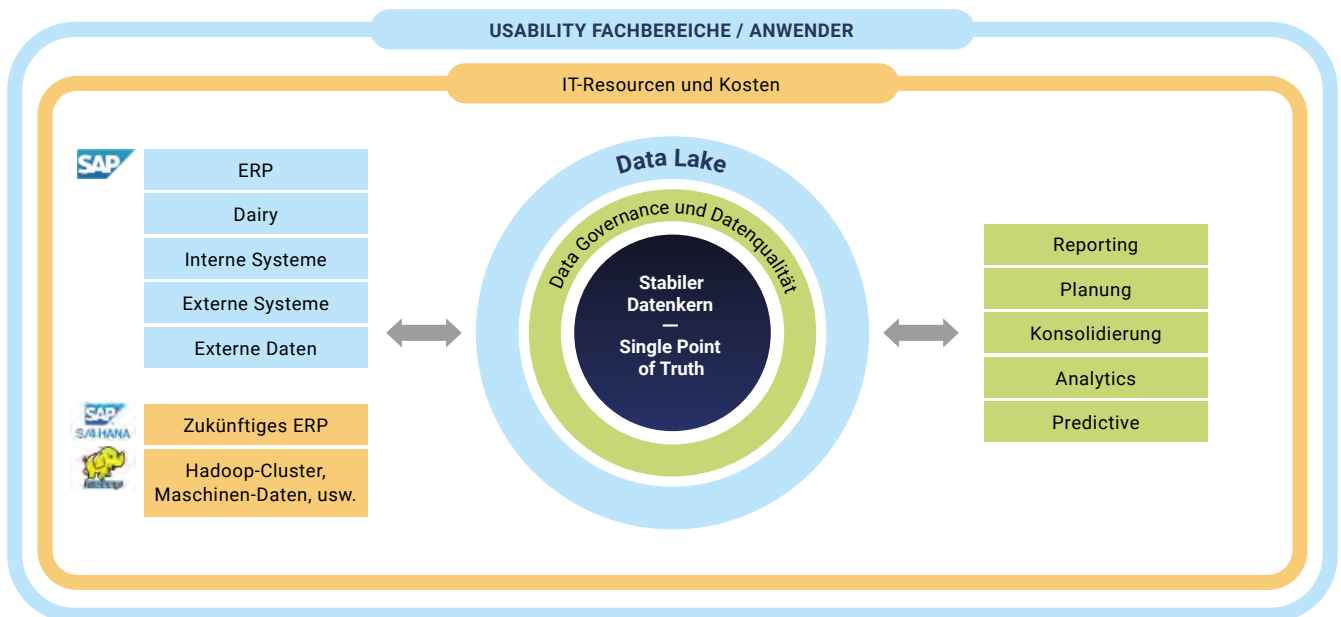 USABILITY FACHBEREICHE / ANWENDER
IT-Resourcen und Kosten
SAP
ERP
Dairy
Interne Systeme
Externe Systeme
Externe Daten
SAP
S/4HANA
Zukünftiges ERP
Hadoop-Cluster,
Maschinen-Daten, usw.
Data Lake
Data Governance und Datenqualität
Stabiler
Datenkern
—
Single Point
of Truth
Reporting
Planung
Konsolidierung
Analytics
Predictive